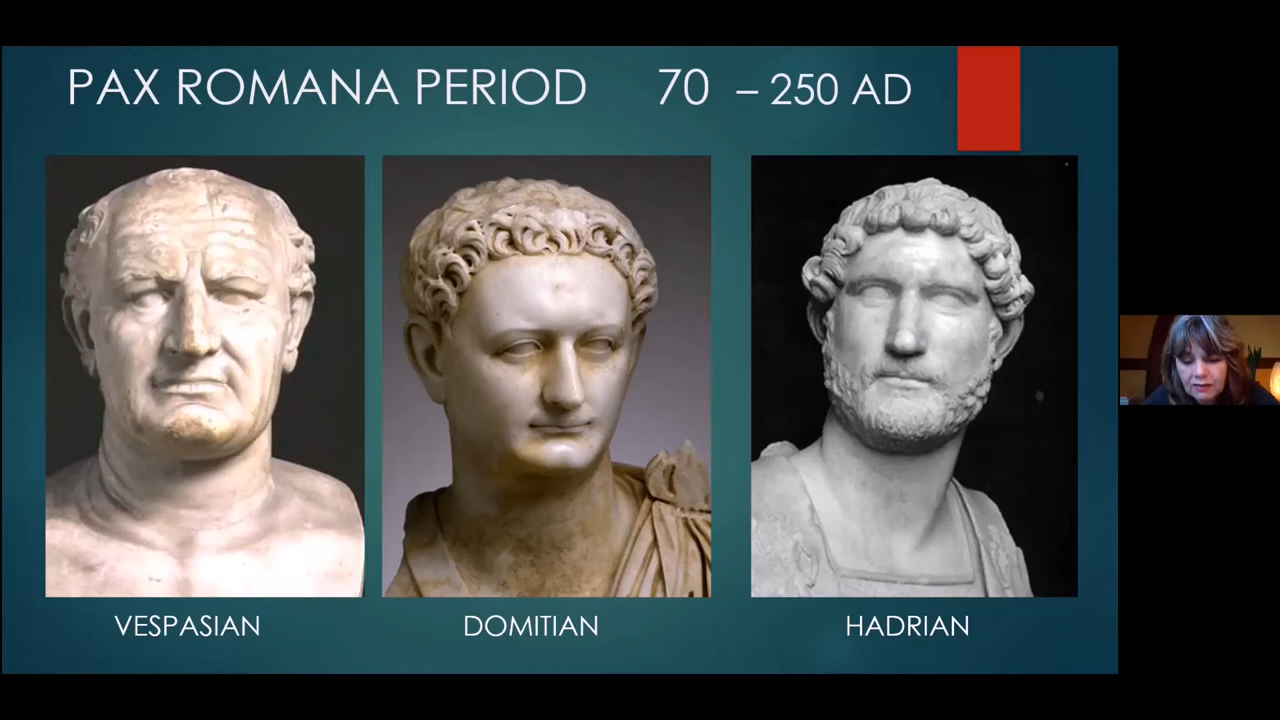 PAX ROMANA PERIOD 70 – 250 AD
VESPASIAN DOMITIAN HADRIAN